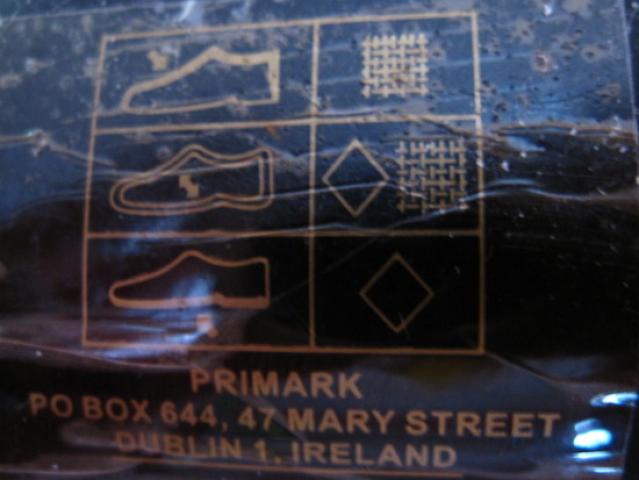 PRIMARK
PO BOX 644, 47 MARY STREET
DUBLIN 1. IRELAND